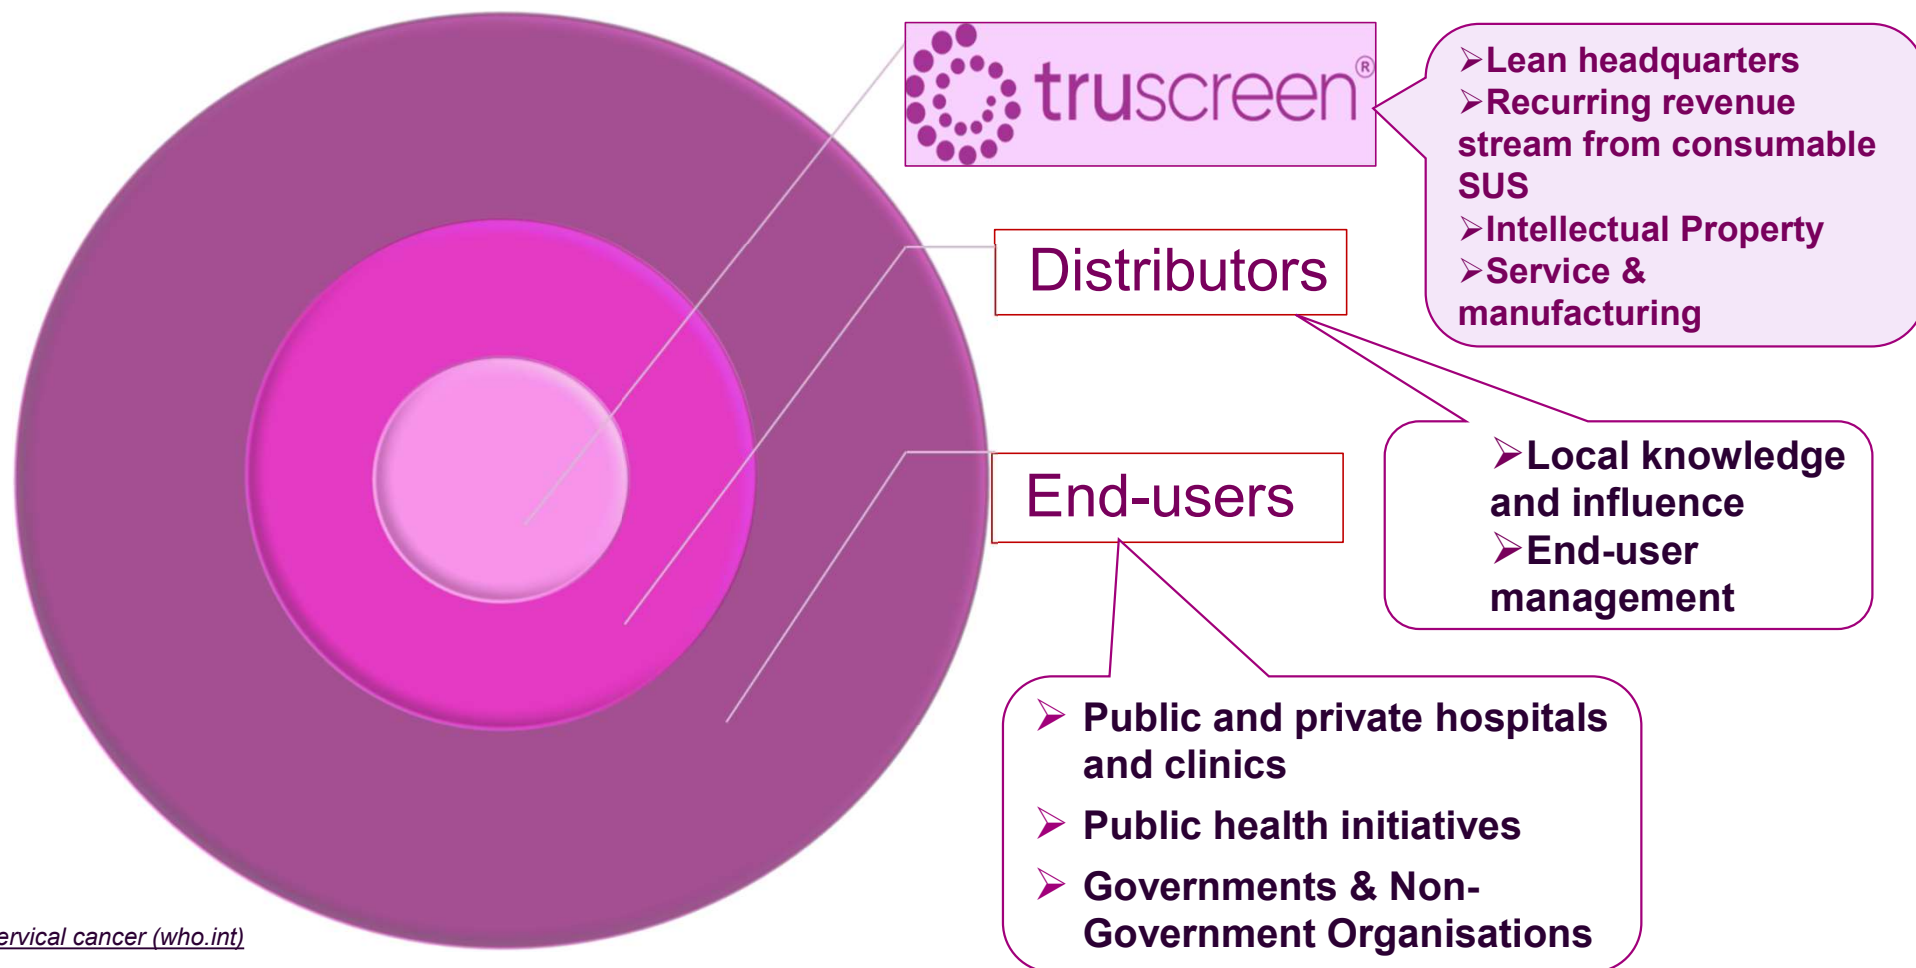 truscreen®
➢Lean headquarters
➢Recurring revenue
stream from consumable
SUS
➢Intellectual Property
➢Service &
manufacturing
Distributors
➢Local knowledge
and influence
➢End-user
management
End-users
➢ Public and private hospitals
and clinics
➢ Public health initiatives
➢ Governments & Non-
Government Organisations
ervical cancer (who.int)